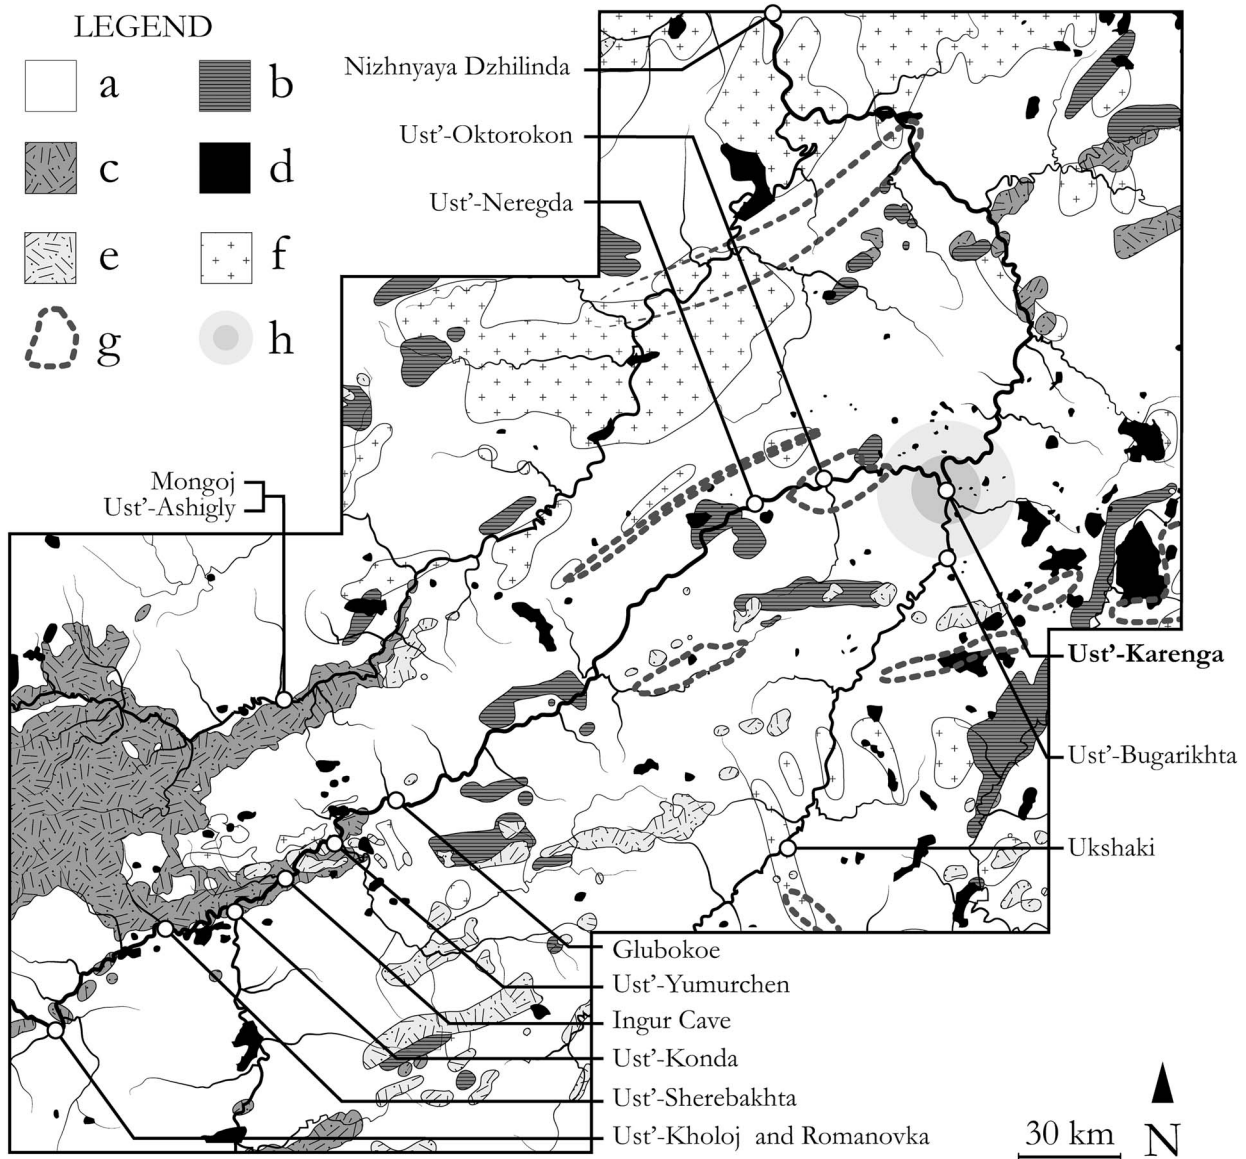 LEGEND
a
b
c
d
e
f
g
h
Nizhnyaya Dzhilinda
Ust'-Oktorokon
Ust'-Neregda
Mongoj
Ust'-Ashigly
Ust'-Karenga
Ust'-Bugarikhta
Ukshaki
Glubokoe
Ust'-Yumurchen
Ingur Cave
Ust'-Konda
Ust'-Sherebakhta
Ust'-Kholoj and Romanovka
30 km
N